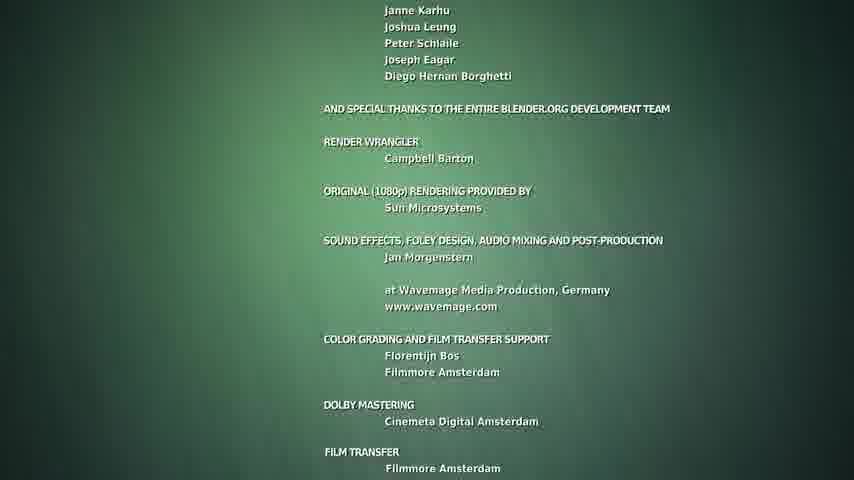 Janne Karhu
Joshua Leung
Peter Schlaile
Joseph Eagar
Diego Hernan Borghetti
AND SPECIAL THANKS TO THE ENTIRE BLENDER.ORG DEVELOPMENT TEAM
RENDER WRANGLER
Campbell Barton
ORIGINAL (1080p) RENDERING PROVIDED BY
Sun Microsystems
SOUND EFFECTS, FOLEY DESIGN, AUDIO MIXING AND POST-PRODUCTION
Jan Morgenstern
at Wavemage Media Production, Germany
www.wavemage.com
COLOR GRADING AND FILM TRANSFER SUPPORT
Florentijn Bos
Filmmore Amsterdam
DOLBY MASTERING
Cinemeta Digital Amsterdam
FILM TRANSFER
Filmmore Amsterdam